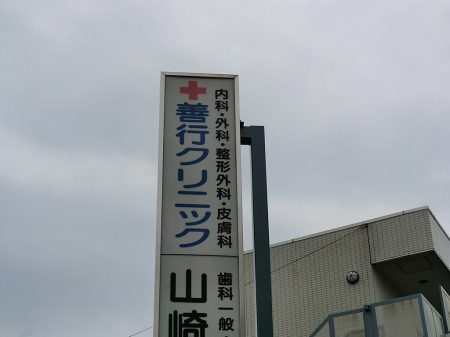 内科・外科・整形外科・皮膚科
善行クリニック
歯科一般
山崎